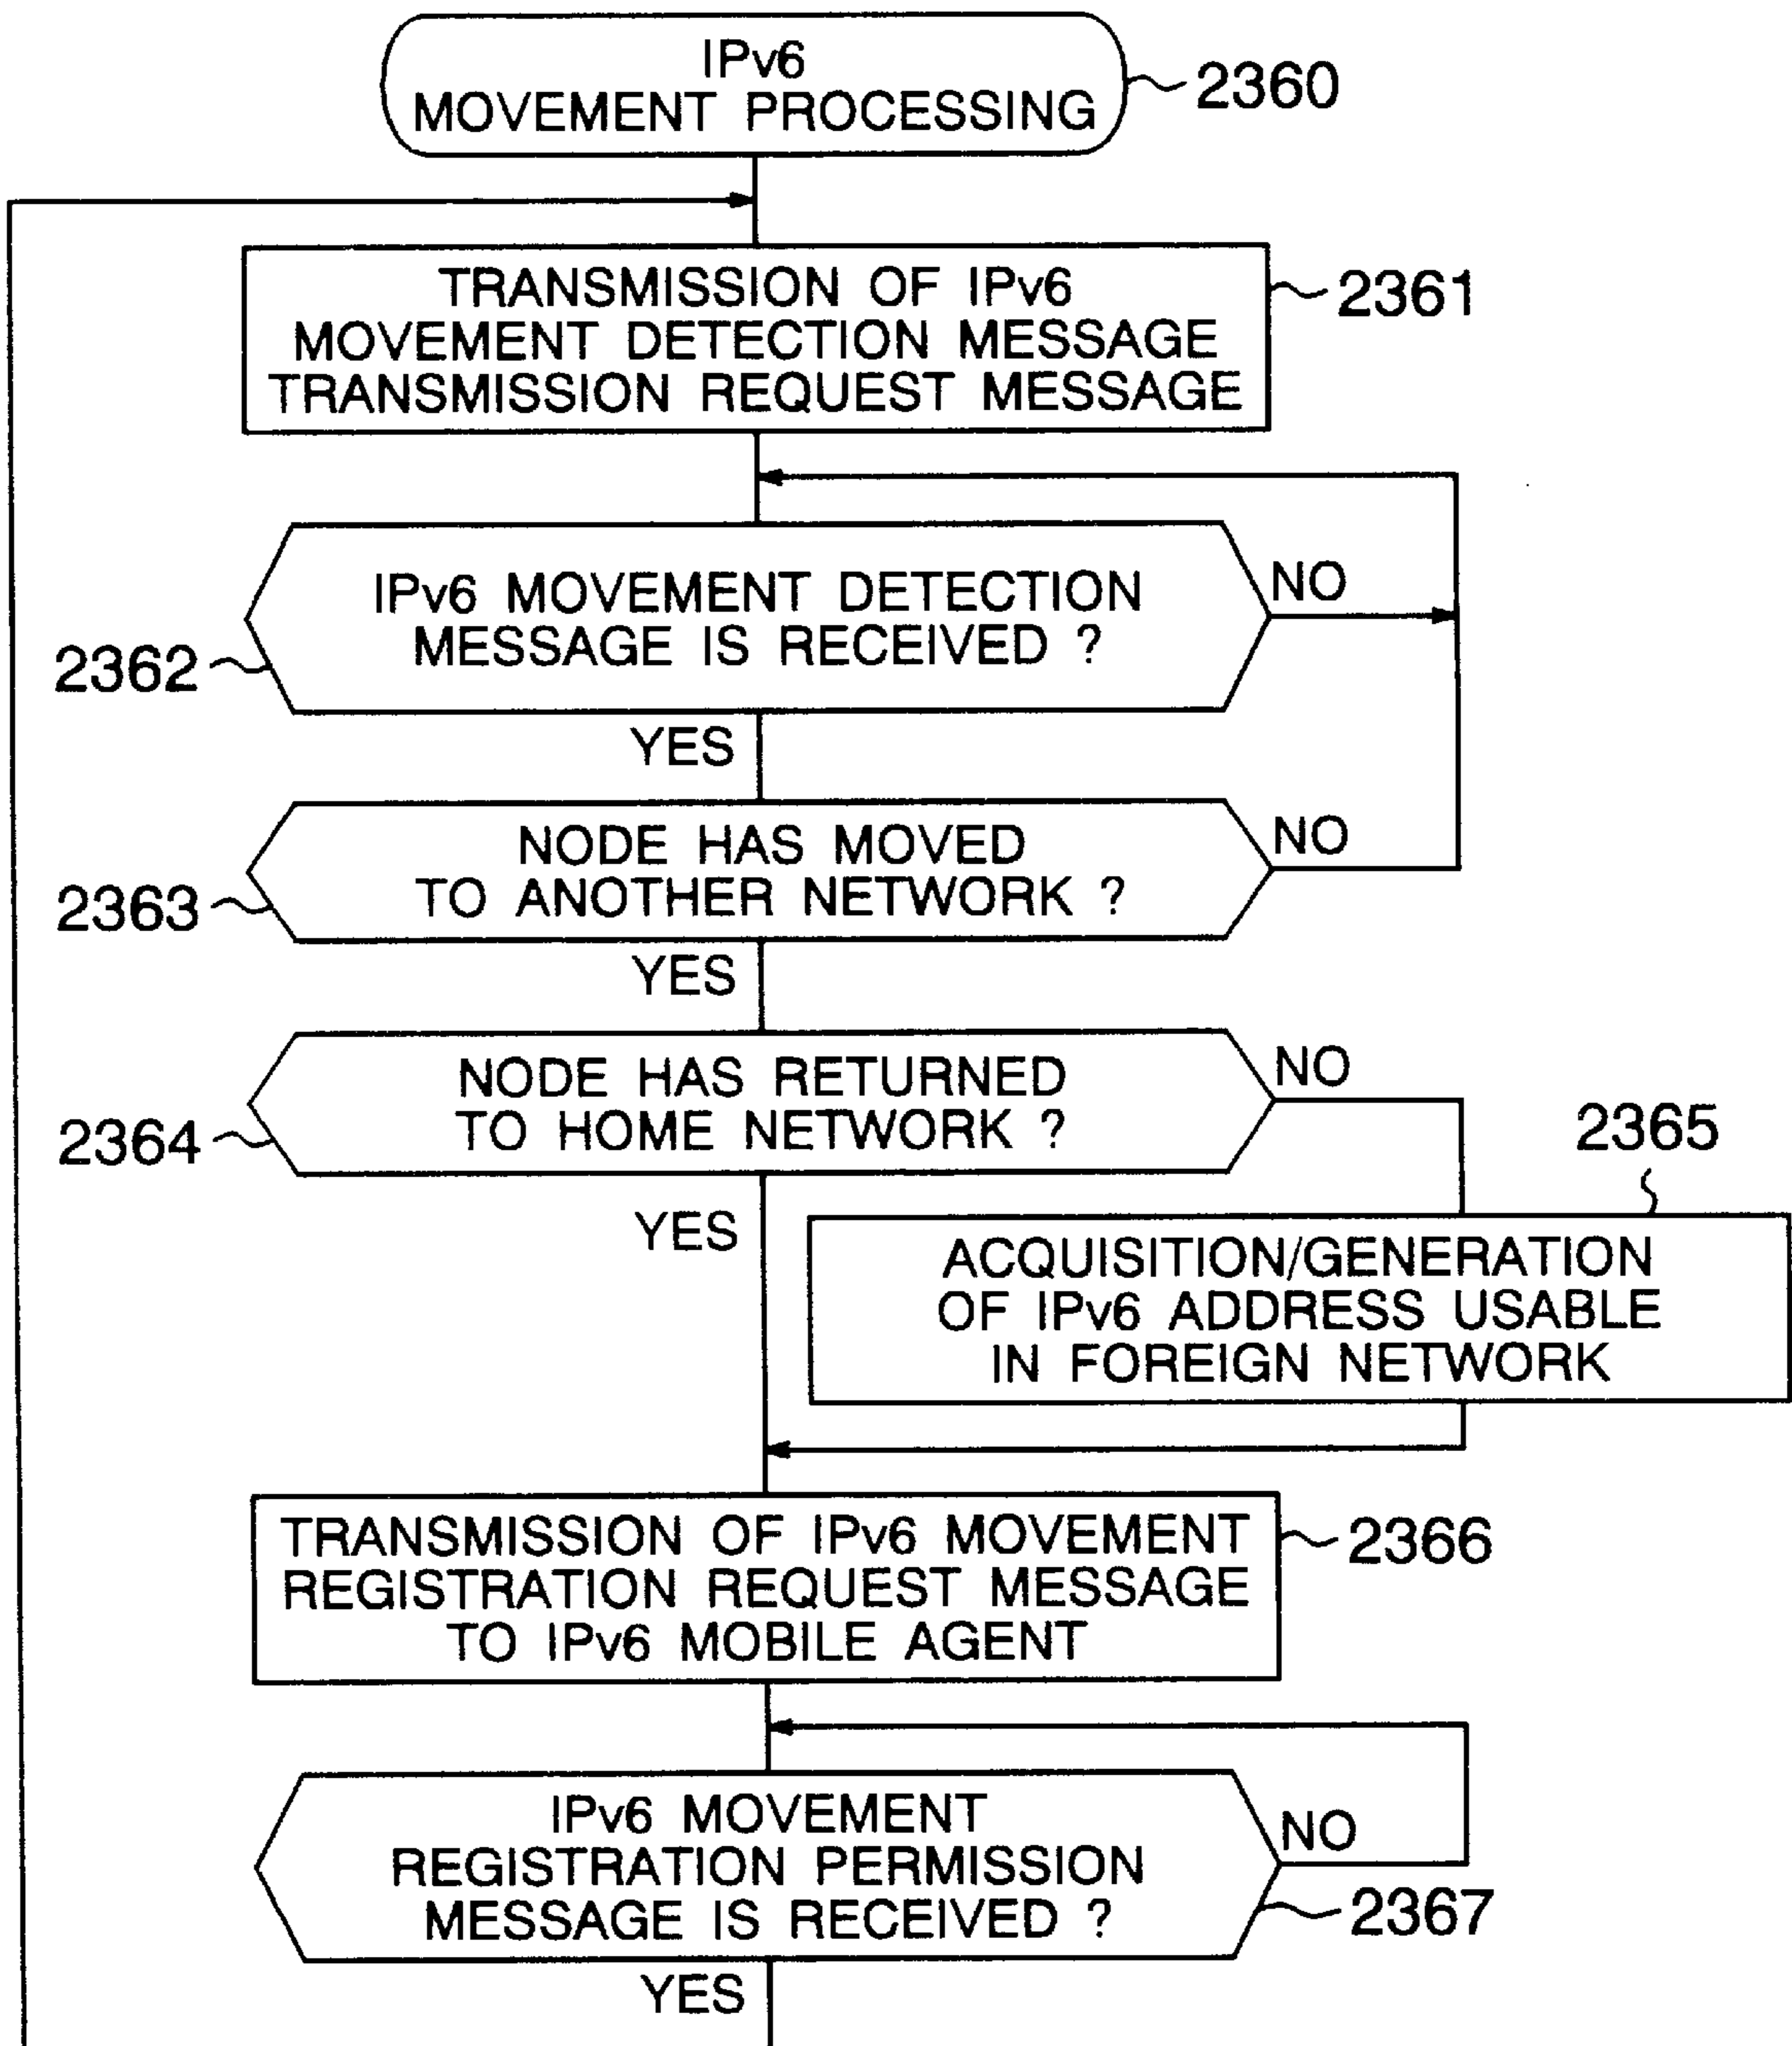 IPv6
MOVEMENT PROCESSING
2360
TRANSMISSION OF IPv6
MOVEMENT DETECTION MESSAGE
TRANSMISSION REQUEST MESSAGE
2361
IPv6 MOVEMENT DETECTION
MESSAGE IS RECEIVED ?
NO
2362
YES
NODE HAS MOVED
TO ANOTHER NETWORK ?
NO
2363
YES
NODE HAS RETURNED
TO HOME NETWORK ?
NO
2364
YES
2365
ACQUISITION/GENERATION
OF IPv6 ADDRESS USABLE
IN FOREIGN NETWORK
TRANSMISSION OF IPv6 MOVEMENT
REGISTRATION REQUEST MESSAGE
TO IPv6 MOBILE AGENT
2366
IPv6 MOVEMENT
REGISTRATION PERMISSION
MESSAGE IS RECEIVED ?
NO
2367
YES